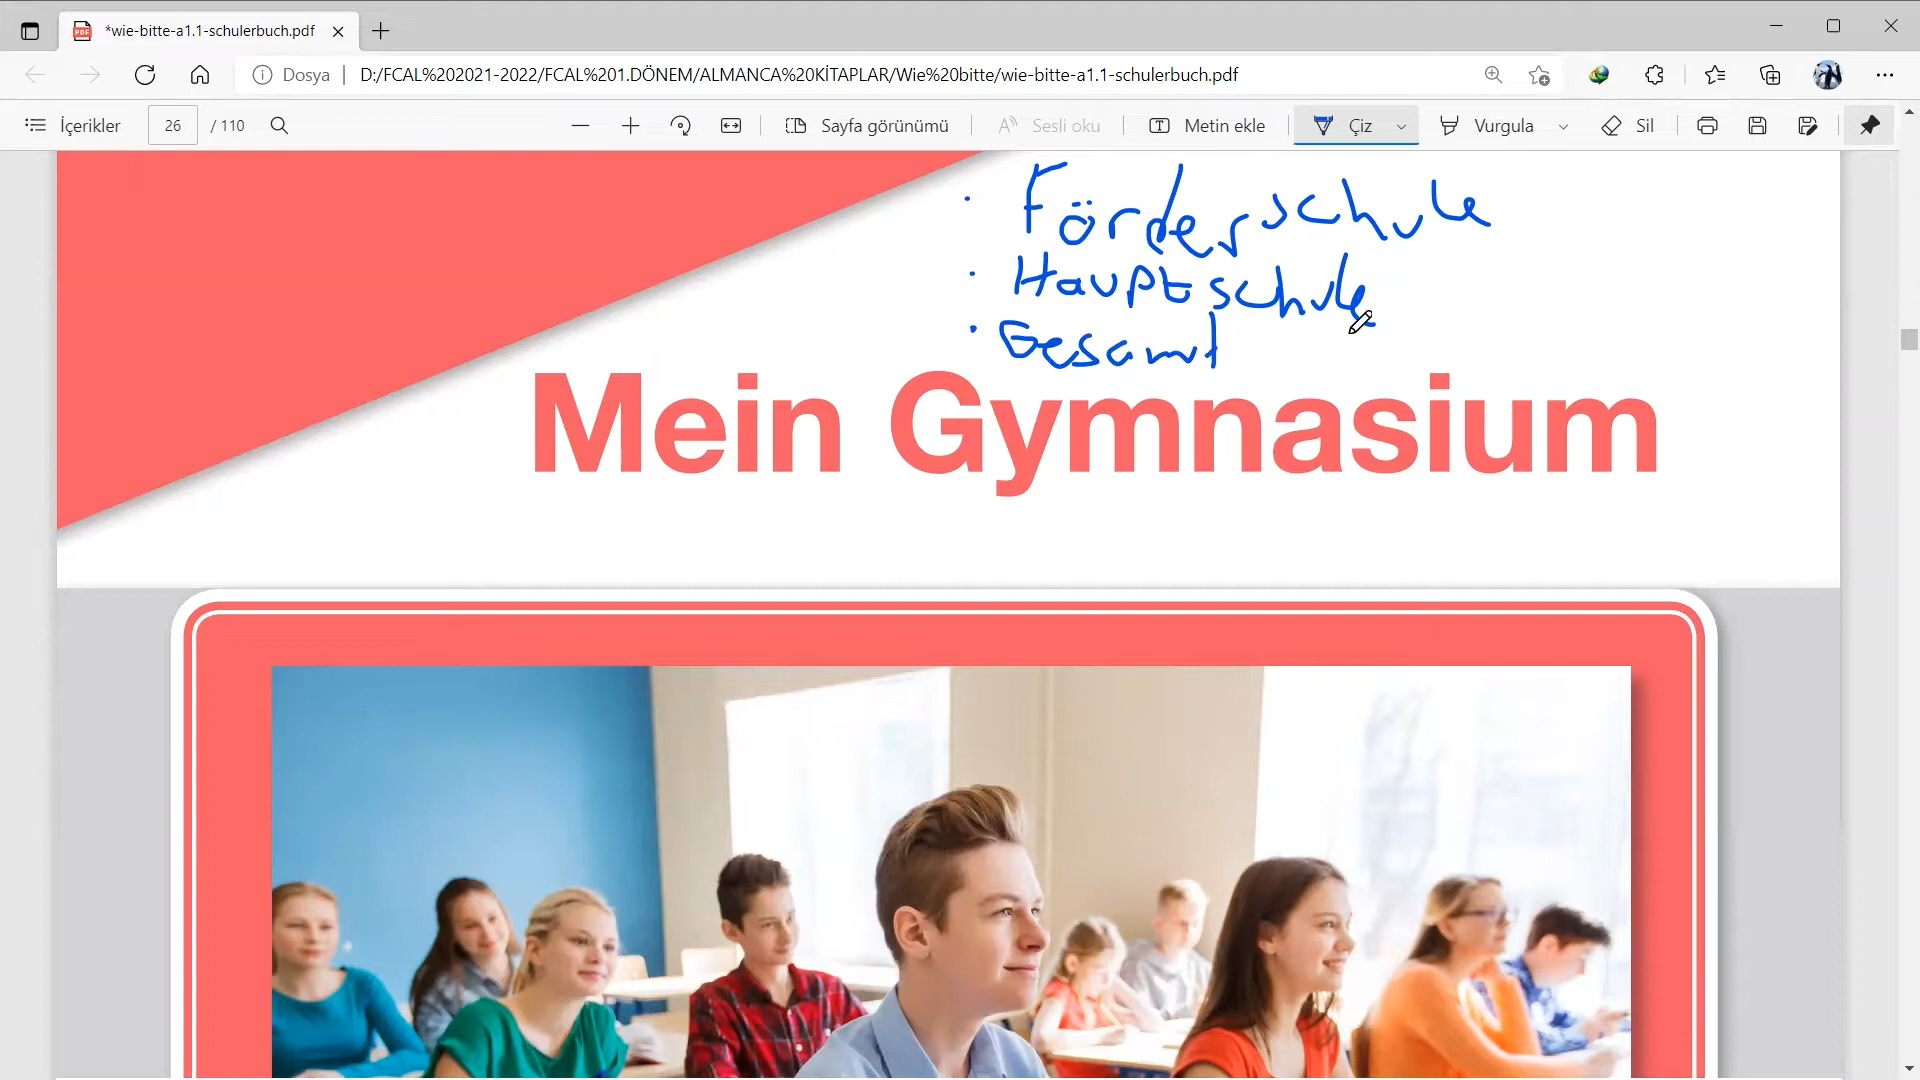 *wie-bitte-a1.1-schulerbuch.pdf
Dosya D:/FCAL%202021-2022/FCAL%201.DÖNEM/ALMANCA%20KİTAPLAR/Wie%20bitte/wie-bitte-a1.1-schulerbuch.pdf
İçerikler 26 / 110 Sayfa görünümü Sesli oku Metin ekle Çiz Vurgula Sil
· Förderschule
· Hauptschule
· Gesamt
Mein Gymnasium